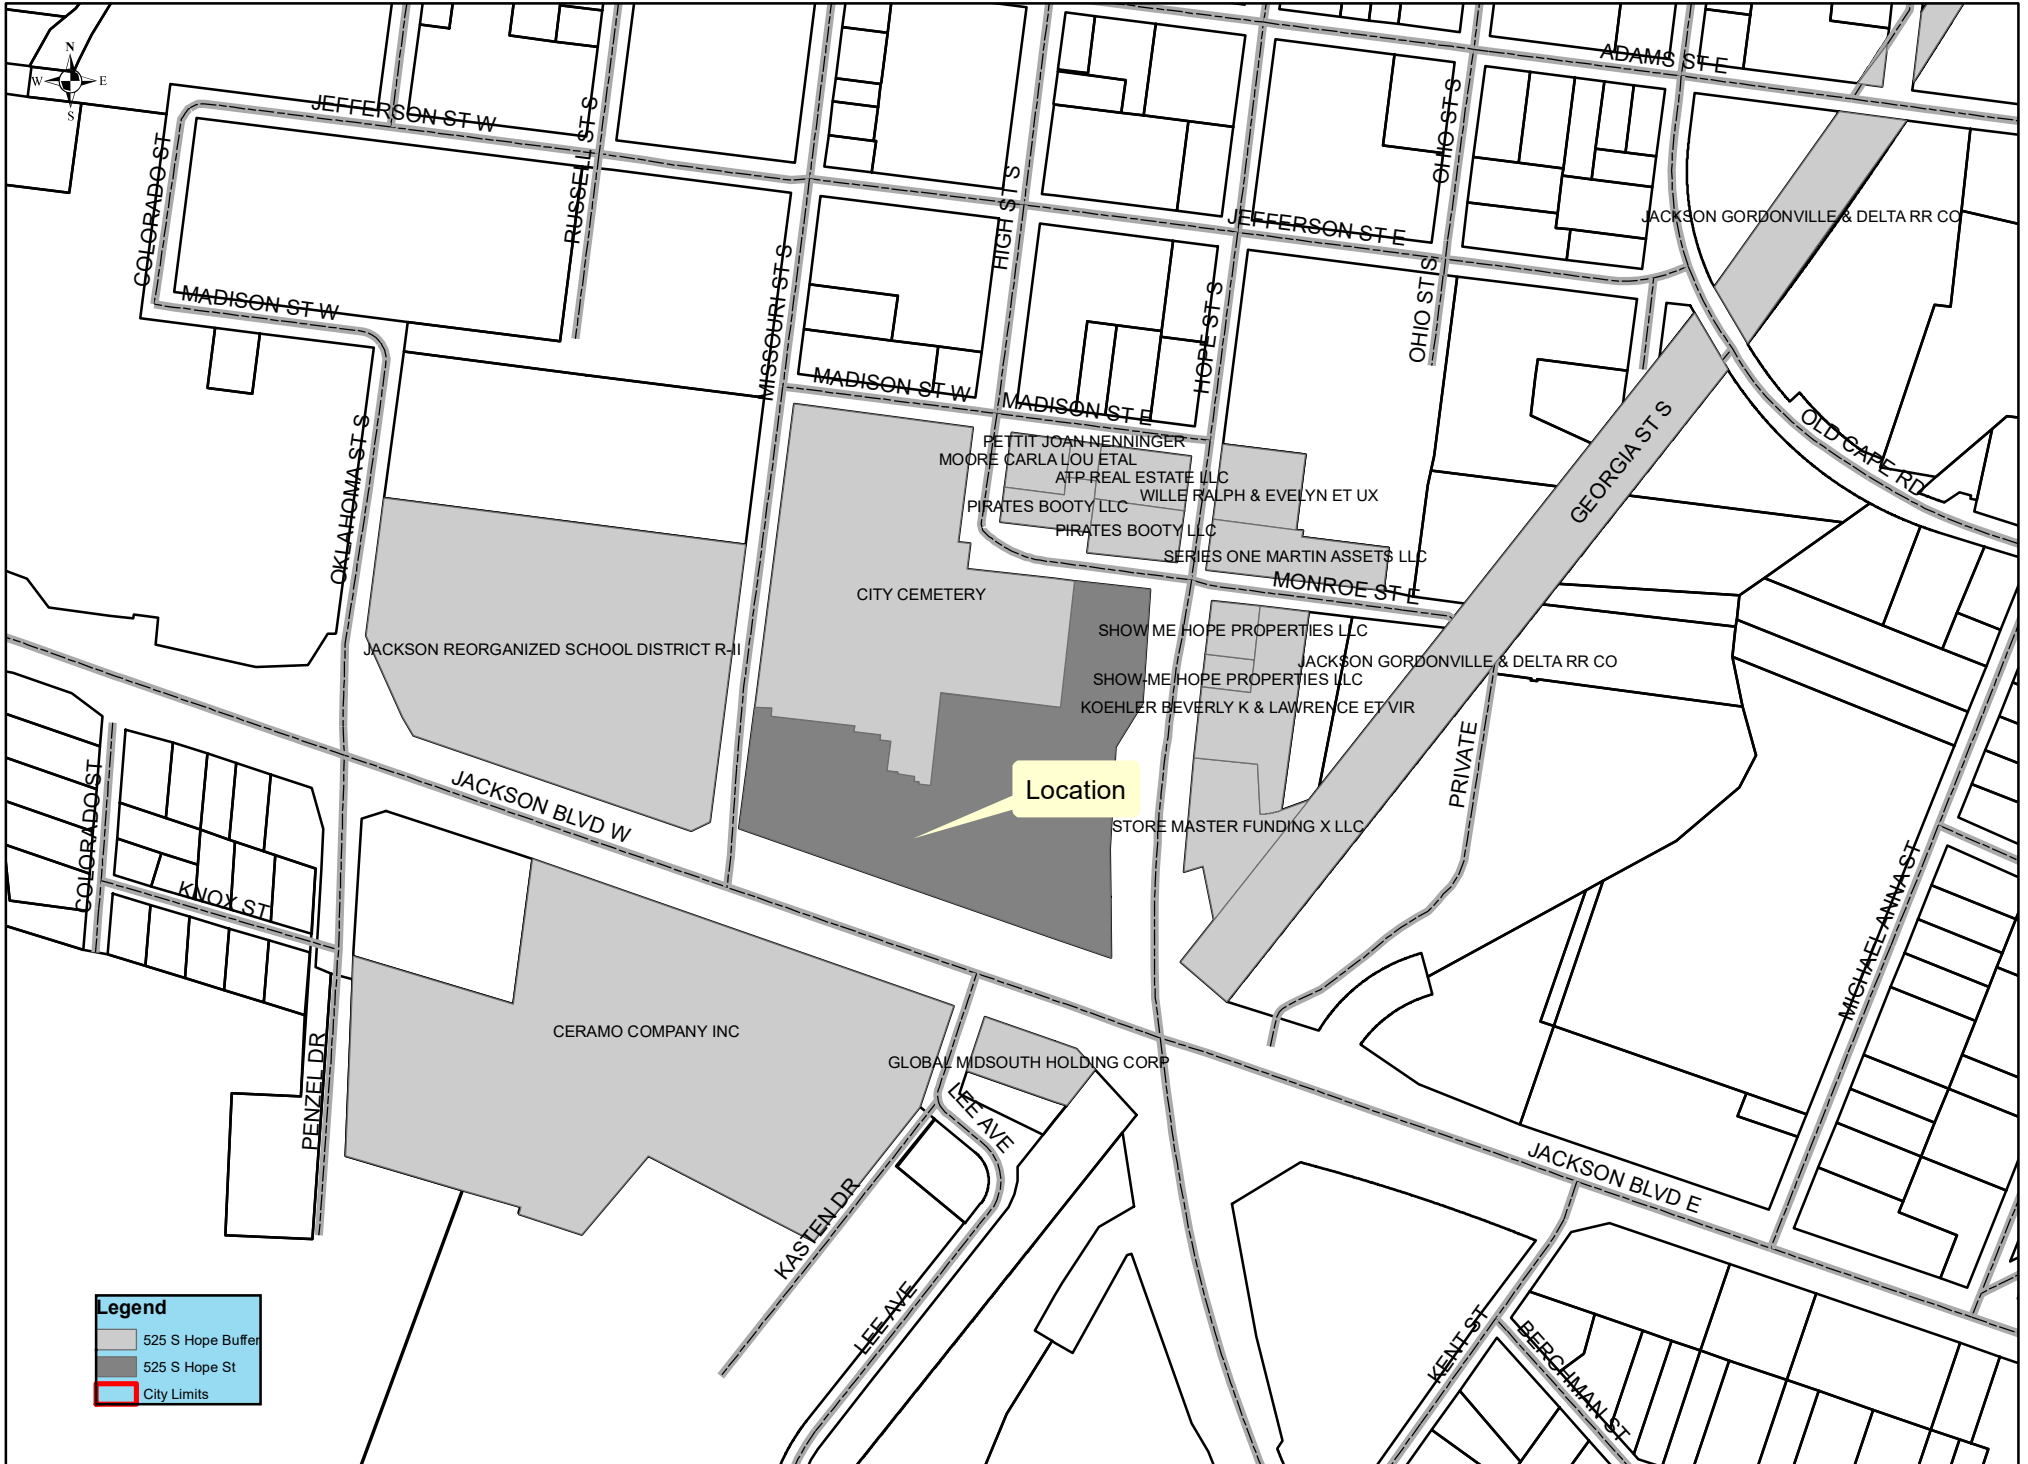 ADAMS ST E
N
W
E
S
JEFFERSON ST W
COLORADO ST
RUSSELL ST S
OHIO ST S
HIGH ST S
JEFFERSON ST E
JACKSON GORDONVILLE & DELTA RR CO
MADISON ST W
MISSOURI ST S
HOPE ST S
OHIO ST S
MADISON ST W
MADISON ST E
GEORGIA ST S
OLD CAPE RD
OKLAHOMA ST S
PETTIT JOAN NENNINGER
MOORE CARLA LOU ETAL
ATP REAL ESTATE LLC
WILLE RALPH & EVELYN ET UX
PIRATES BOOTY LLC
PIRATES BOOTY LLC
SERIES ONE MARTIN ASSETS LLC
MONROE ST E
CITY CEMETERY
SHOW ME HOPE PROPERTIES LLC
JACKSON REORGANIZED SCHOOL DISTRICT R-II
JACKSON GORDONVILLE & DELTA RR CO
SHOW-ME HOPE PROPERTIES LLC
KOEHLER BEVERLY K & LAWRENCE ET VIR
PRIVATE
Location
JACKSON BLVD W
COLORADO ST
STORE MASTER FUNDING X LLC
KNOX ST
MICHAEL ANNA ST
CERAMO COMPANY INC
GLOBAL MIDSOUTH HOLDING CORP
PENZEL DR
LEE AVE
JACKSON BLVD E
KASTEN DR
LEE AVE
KENT ST
BERCHMAN ST
Legend
525 S Hope Buffer
525 S Hope St
City Limits